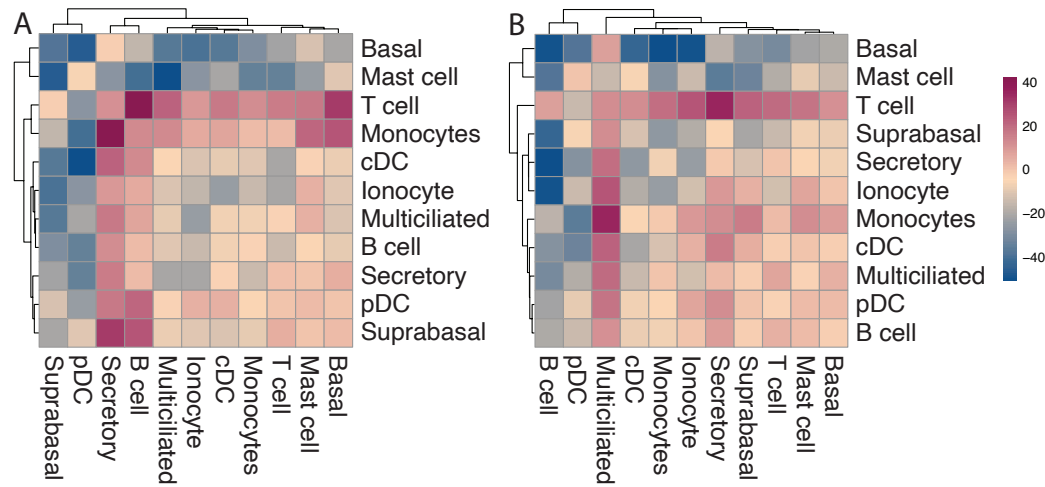 A
Basal
Mast cell
T cell
Monocytes
cDC
Ionocyte
Multiciliated
B cell
Secretory
pDC
Suprabasal
Suprabasal
pDC
Secretory
B cell
Multiciliated
Ionocyte
cDC
Monocytes
T cell
Mast cell
Basal
B
Basal
Mast cell
T cell
Suprabasal
Secretory
Ionocyte
Monocytes
cDC
Multiciliated
pDC
B cell
B cell
pDC
Multiciliated
cDC
Monocytes
Ionocyte
Secretory
Suprabasal
T cell
Mast cell
Basal
40
20
0
−20
−40